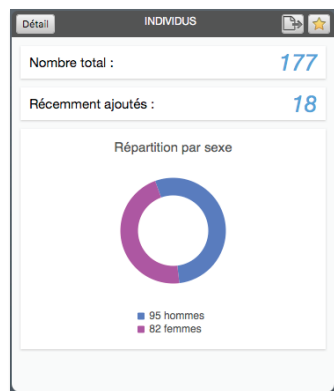 Détail INDIVIDUS
Nombre total : 177
Récemment ajoutés : 18
Répartition par sexe
95 hommes
82 femmes